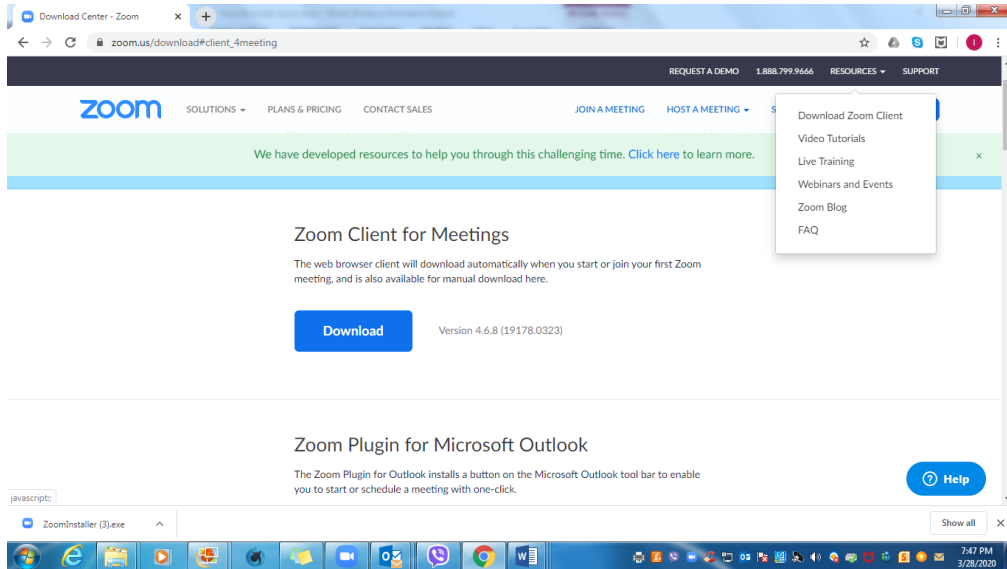 Download Center - Zoom
zoom.us/download#client_4meeting
REQUEST A DEMO 1.888.799.9666 RESOURCES SUPPORT
zoom SOLUTIONS PLANS & PRICING CONTACT SALES JOIN A MEETING HOST A MEETING S
Download Zoom Client
Video Tutorials
Live Training
Webinars and Events
Zoom Blog
FAQ
We have developed resources to help you through this challenging time. Click here to learn more.
Zoom Client for Meetings
The web browser client will download automatically when you start or join your first Zoom
meeting, and is also available for manual download here.
Download Version 4.6.8 (19178.0323)
Zoom Plugin for Microsoft Outlook
The Zoom Plugin for Outlook installs a button on the Microsoft Outlook tool bar to enable
you to start or schedule a meeting with one-click.
Help
javascript:;
ZoomInstaller (3).exe Show all
7:47 PM
3/28/2020